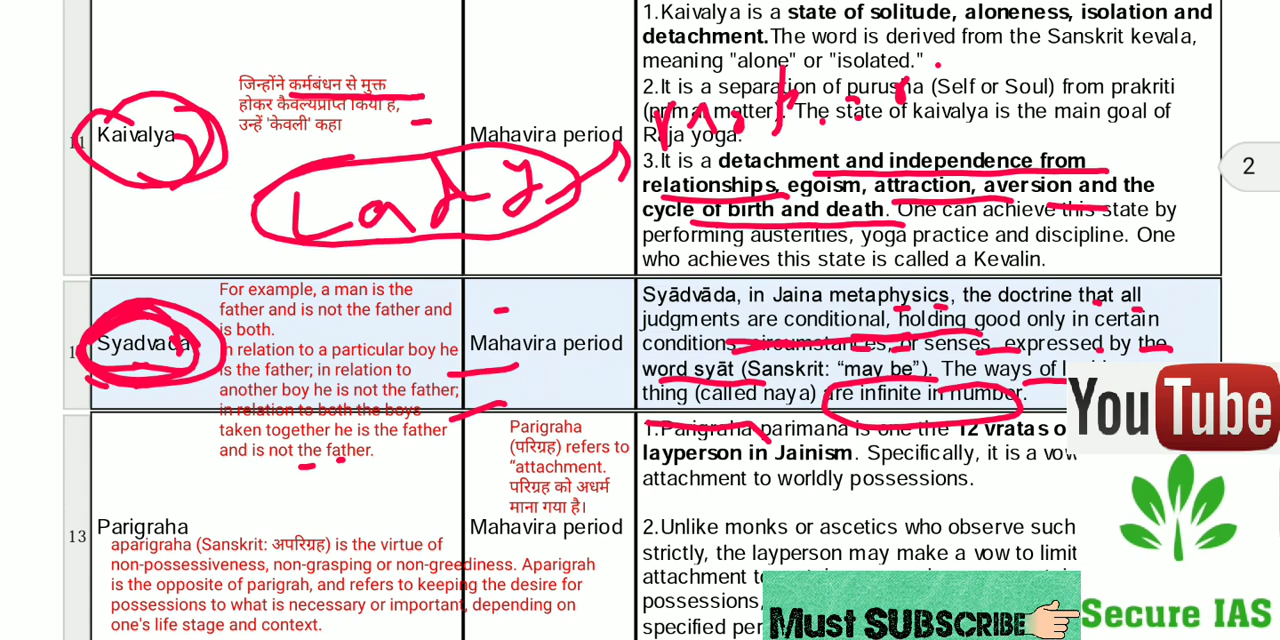 1.Kaivalya is a state of solitude, aloneness, isolation and
detachment.The word is derived from the Sanskrit kevala,
meaning "alone" or "isolated."
2.It is a separation of purusha (Self or Soul) from prakriti
(primal matter). The state of kaivalya is the main goal of
Raja yoga.
3.It is a detachment and independence from
relationships, egoism, attraction, aversion and the
cycle of birth and death. One can achieve this state by
performing austerities, yoga practice and discipline. One
who achieves this state is called a Kevalin.
जिन्होंने कर्मबंधन से मुक्त
होकर कैवल्यप्राप्त किया है,
उन्हें 'केवली' कहा
11
Kaivalya
Mahavira period
Lady
2
For example, a man is the
father and is not the father and
is both.
In relation to a particular boy he
is the father; in relation to
another boy he is not the father;
in relation to both the boys
taken together he is the father
and is not the father.
Syadvada
Mahavira period
Syādvāda, in Jaina metaphysics, the doctrine that all
judgments are conditional, holding good only in certain
conditions, circumstances, or senses, expressed by the
word syāt (Sanskrit: “may be”). The ways of
thing (called naya) are infinite in number.
13
Parigraha
Parigraha
(परिग्रह) refers to
“attachment.
परिग्रह को अधर्म
माना गया है।
Mahavira period
aparigraha (Sanskrit: अपरिग्रह) is the virtue of
non-possessiveness, non-grasping or non-greediness. Aparigrah
is the opposite of parigrah, and refers to keeping the desire for
possessions to what is necessary or important, depending on
one's life stage and context.
1.Parigraha parimana is one the 12 vratas o
layperson in Jainism. Specifically, it is a vow
attachment to worldly possessions.
2.Unlike monks or ascetics who observe such
strictly, the layperson may make a vow to limit
attachment to
possessions,
specified per
YouTube
Must SUBSCRIBE
Secure IAS